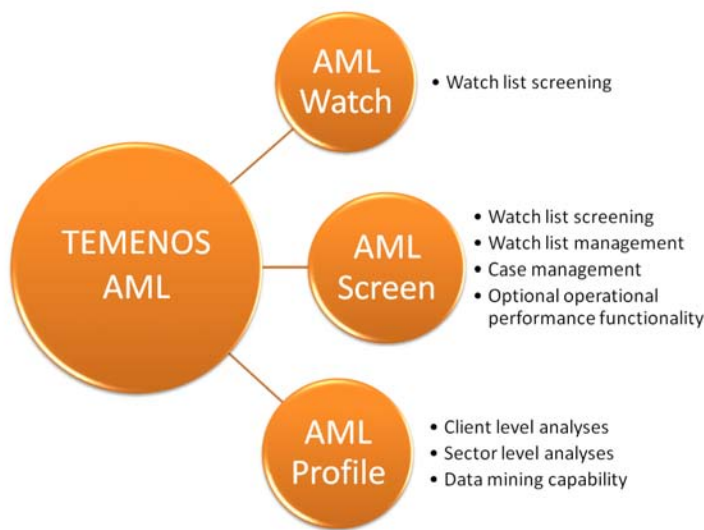 TEMENOS
AML
AML
Watch
• Watch list screening
AML
Screen
• Watch list screening
• Watch list management
• Case management
• Optional operational
performance functionality
AML
Profile
• Client level analyses
• Sector level analyses
• Data mining capability